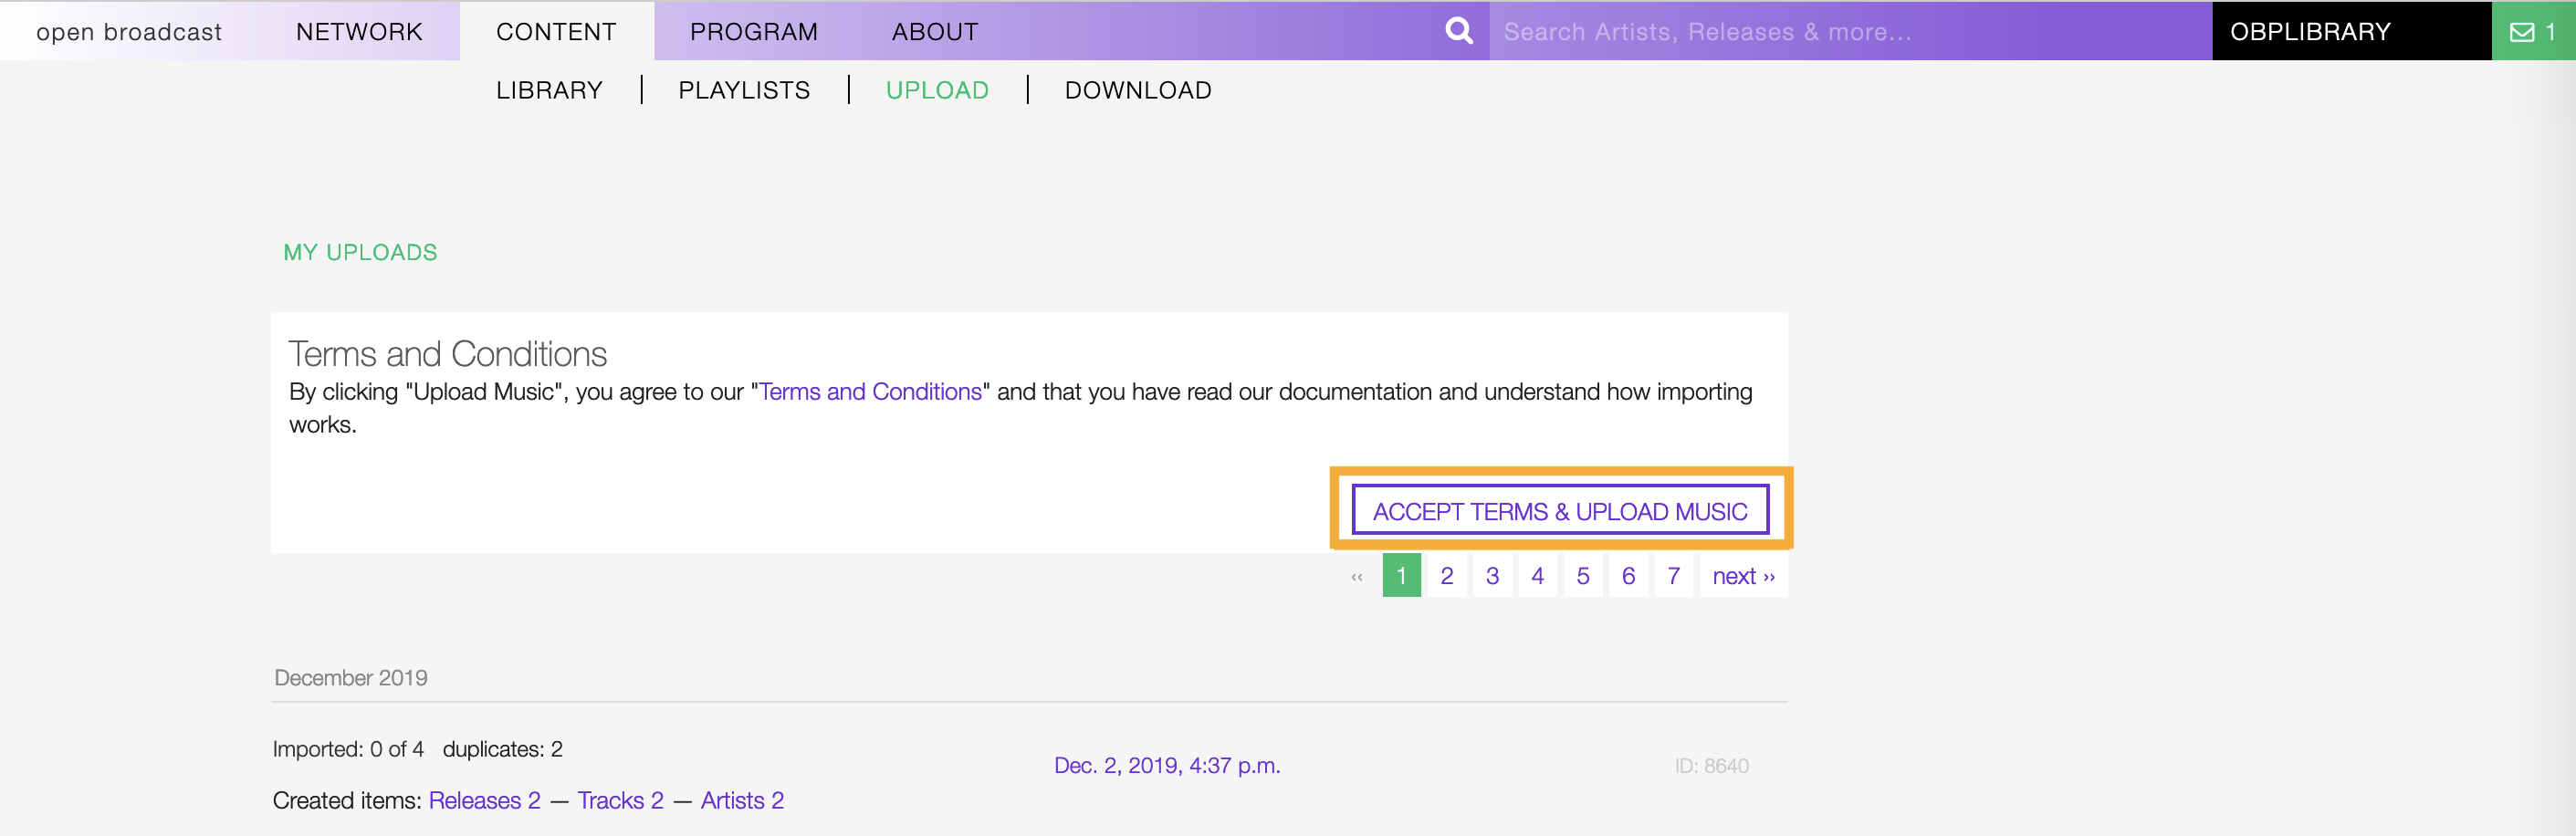 open broadcast NETWORK CONTENT PROGRAM ABOUT Search Artists, Releases & more... OBPLIBRARY 1
LIBRARY | PLAYLISTS | UPLOAD | DOWNLOAD
MY UPLOADS
Terms and Conditions
By clicking "Upload Music", you agree to our "Terms and Conditions" and that you have read our documentation and understand how importing
works.
ACCEPT TERMS & UPLOAD MUSIC
‹‹ 1 2 3 4 5 6 7 next ››
December 2019
Imported: 0 of 4 duplicates: 2
Dec. 2, 2019, 4:37 p.m. ID: 8640
Created items: Releases 2 — Tracks 2 — Artists 2